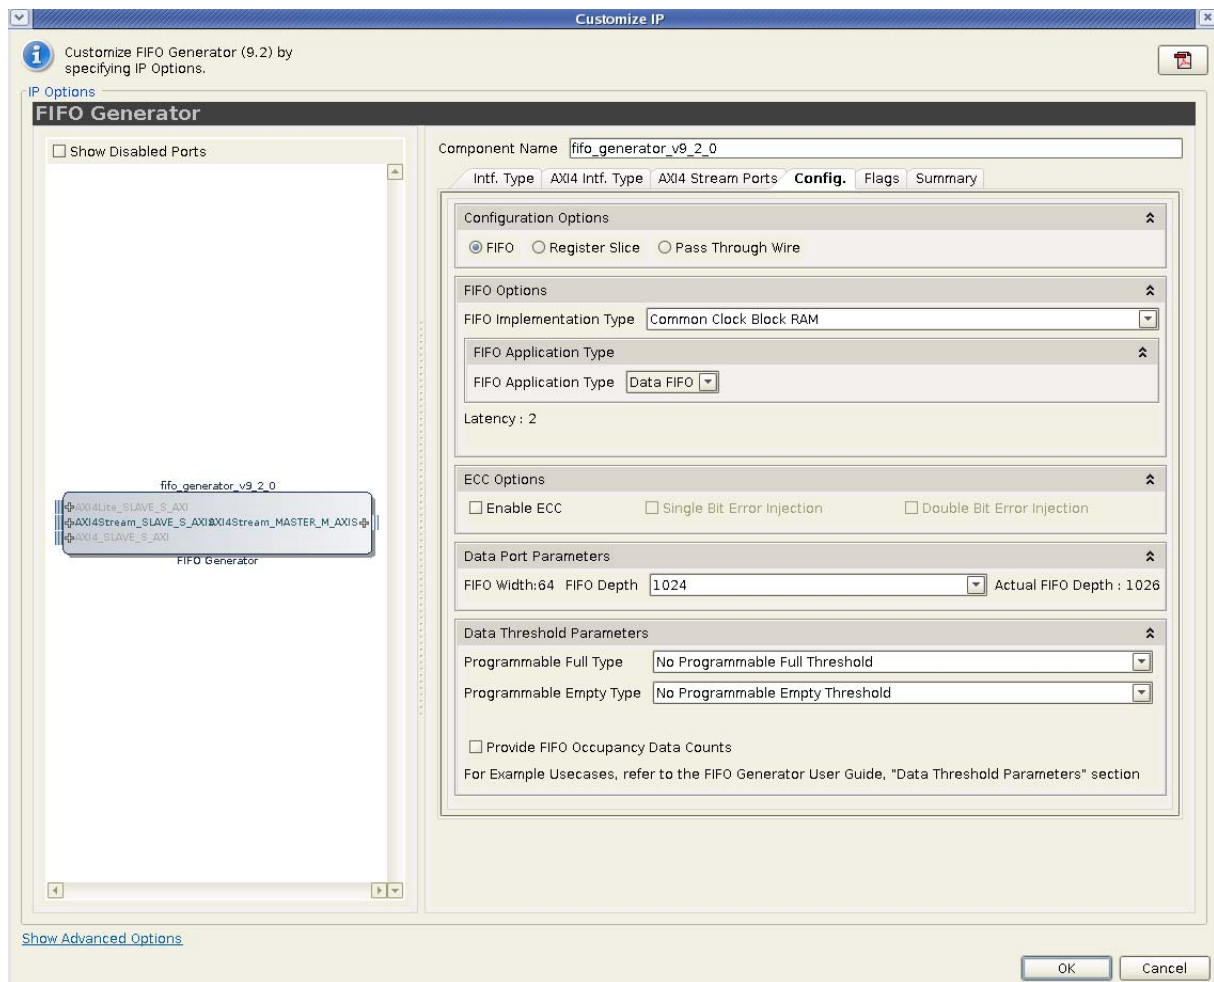 Customize IP
Customize FIFO Generator (9.2) by
specifying IP Options.
IP Options
FIFO Generator
Show Disabled Ports
fifo_generator_v9_2_0
AXI4Lite_SLAVE_S_AXI
AXI4Stream_SLAVE_S_AXIS AXI4Stream_MASTER_M_AXIS
AXI4_SLAVE_S_AXI
FIFO Generator
Component Name fifo_generator_v9_2_0
Intf. Type AXI4 Intf. Type AXI4 Stream Ports Config. Flags Summary
Configuration Options
FIFO Register Slice Pass Through Wire
FIFO Options
FIFO Implementation Type Common Clock Block RAM
FIFO Application Type
FIFO Application Type Data FIFO
Latency : 2
ECC Options
Enable ECC Single Bit Error Injection Double Bit Error Injection
Data Port Parameters
FIFO Width:64 FIFO Depth 1024 Actual FIFO Depth : 1026
Data Threshold Parameters
Programmable Full Type No Programmable Full Threshold
Programmable Empty Type No Programmable Empty Threshold
Provide FIFO Occupancy Data Counts
For Example Usecases, refer to the FIFO Generator User Guide, "Data Threshold Parameters" section
Show Advanced Options
OK Cancel